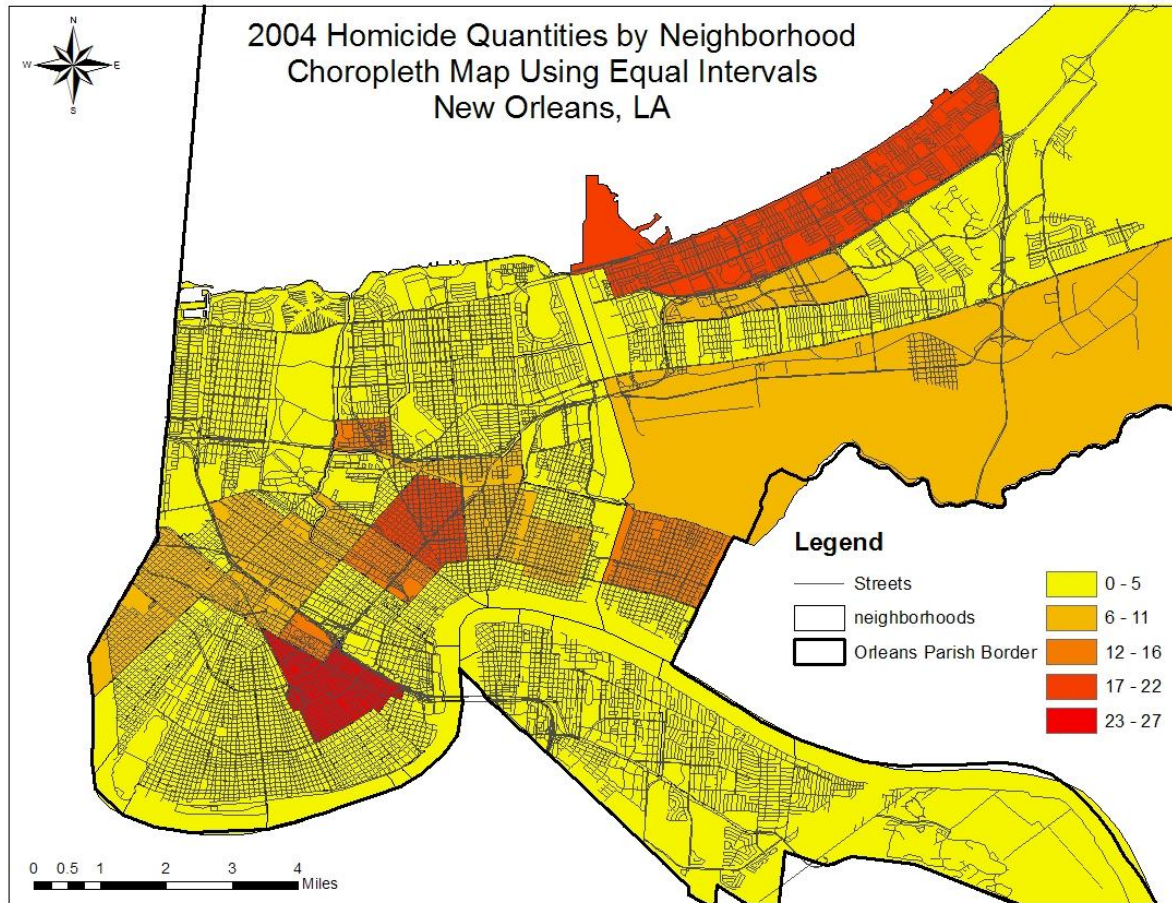 N
W E
S
2004 Homicide Quantities by Neighborhood
Choropleth Map Using Equal Intervals
New Orleans, LA
Legend
Streets
neighborhoods
Orleans Parish Border
0 - 5
6 - 11
12 - 16
17 - 22
23 - 27
0 0.5 1 2 3 4
Miles